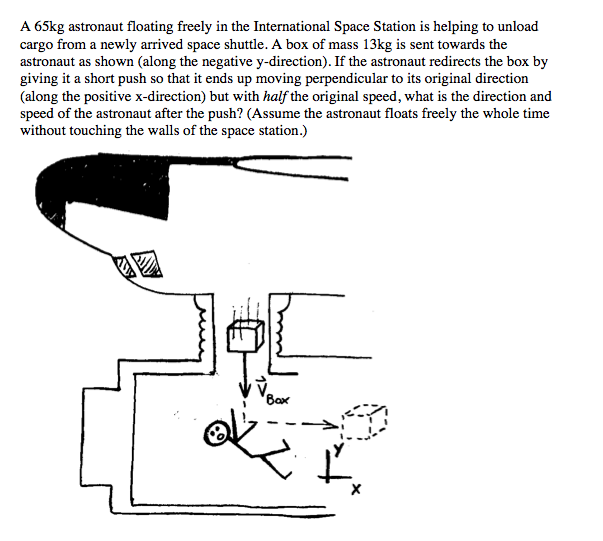 A 65kg astronaut floating freely in the International Space Station is helping to unload
cargo from a newly arrived space shuttle. A box of mass 13kg is sent towards the
astronaut as shown (along the negative y-direction). If the astronaut redirects the box by
giving it a short push so that it ends up moving perpendicular to its original direction
(along the positive x-direction) but with half the original speed, what is the direction and
speed of the astronaut after the push? (Assume the astronaut floats freely the whole time
without touching the walls of the space station.)
V Box
Y
X